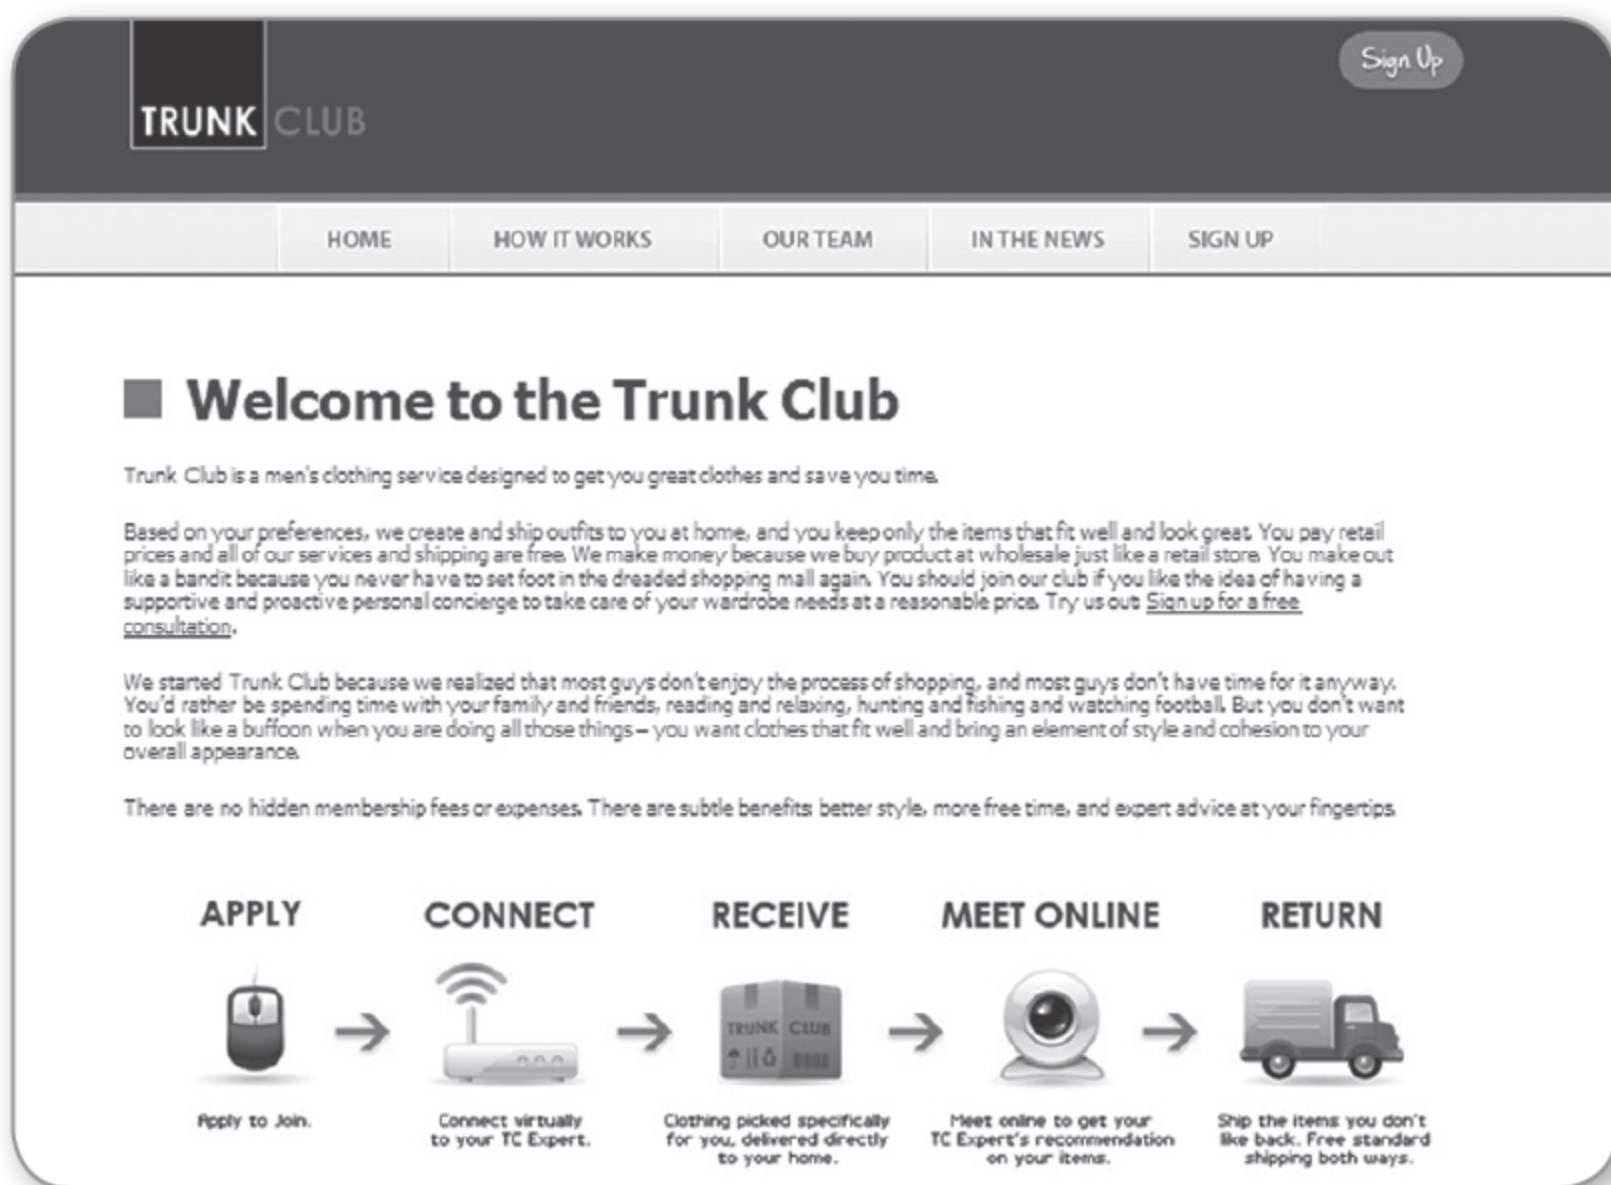 Sign Up
TRUNK CLUB
HOME HOW IT WORKS OUR TEAM IN THE NEWS SIGN UP
Welcome to the Trunk Club
Trunk Club is a men's clothing service designed to get you great clothes and save you time.
Based on your preferences, we create and ship outfits to you at home, and you keep only the items that fit well and look great. You pay retail
prices and all of our services and shipping are free. We make money because we buy product at wholesale just like a retail store. You make out
like a bandit because you never have to set foot in the dreaded shopping mall again. You should join our club if you like the idea of having a
supportive and proactive personal concierge to take care of your wardrobe needs at a reasonable price. Try us out: Sign up for a free
consultation.
We started Trunk Club because we realized that most guys don't enjoy the process of shopping, and most guys don't have time for it anyway.
You'd rather be spending time with your family and friends, reading and relaxing, hunting and fishing and watching football. But you don't want
to look like a buffoon when you are doing all those things – you want clothes that fit well and bring an element of style and cohesion to your
overall appearance.
There are no hidden membership fees or expenses. There are subtle benefits: better style, more free time, and expert advice at your fingertips.
APPLY CONNECT RECEIVE MEET ONLINE RETURN
TRUNK CLUB
Apply to Join.
Connect virtually
to your TC Expert.
Clothing picked specifically
for you, delivered directly
to your home.
Meet online to get your
TC Expert's recommendation
on your items.
Ship the items you don't
like back. Free standard
shipping both ways.